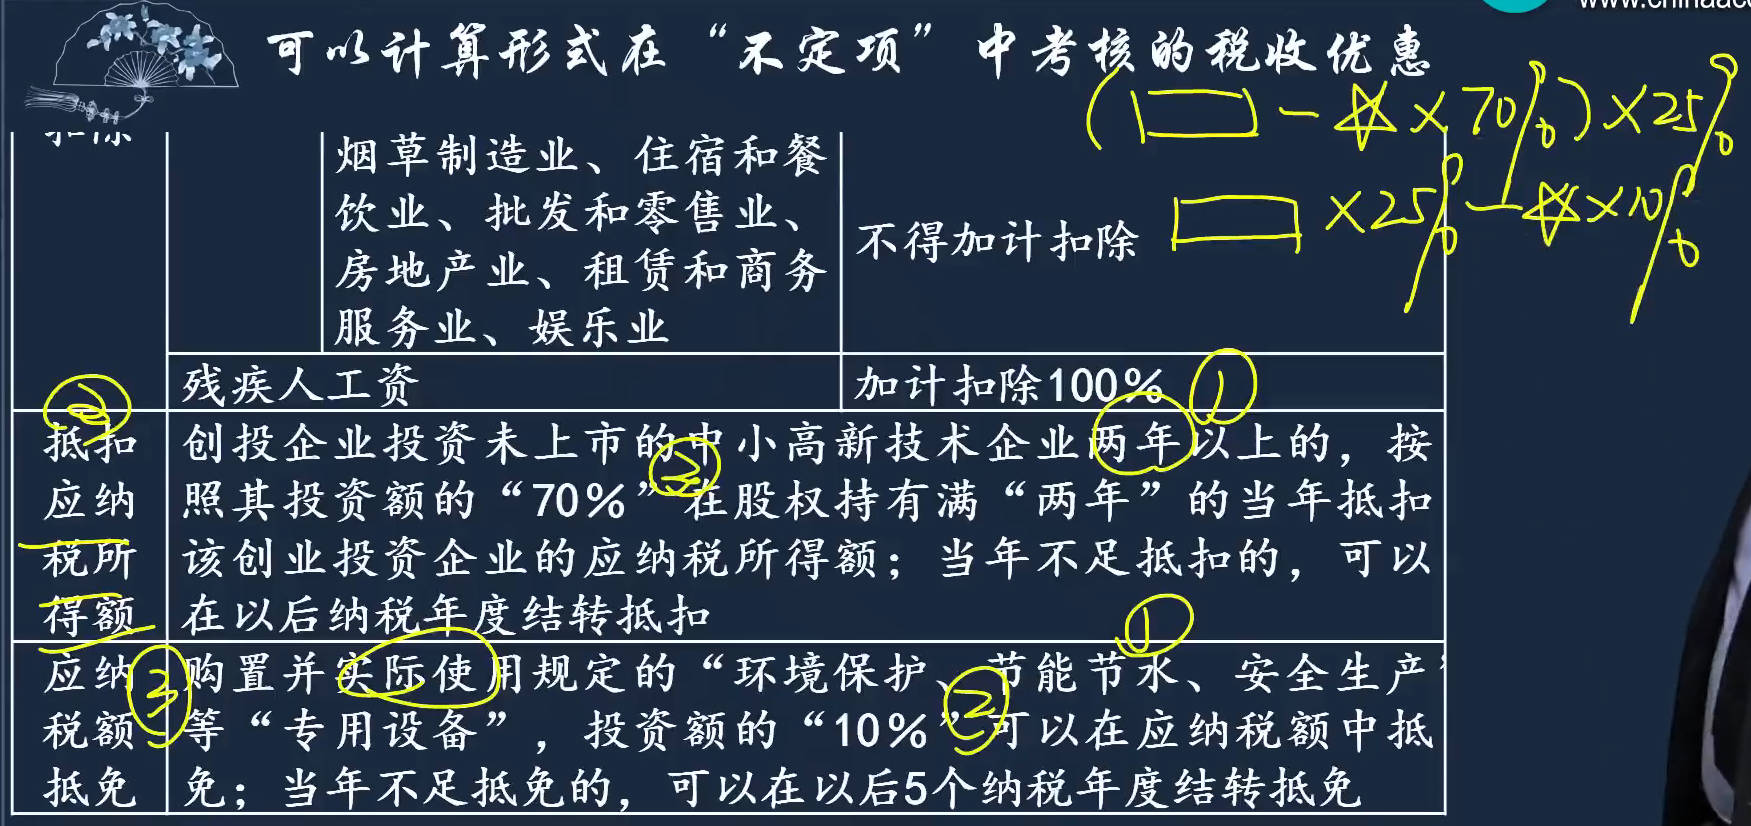 www.chinaacc
可以计算形式在“不定项”中考核的税收优惠
(□-☆×70%)×25%
□×25%-☆×10%
扣除
烟草制造业、住宿和餐
饮业、批发和零售业、
房地产业、租赁和商务
服务业、娱乐业
不得加计扣除
残疾人工资
加计扣除100%
①
②
抵扣
应纳
税所
得额
创投企业投资未上市的中小高新技术企业两年以上的，按
照其投资额的“70%”在股权持有满“两年”的当年抵扣
该创业投资企业的应纳税所得额；当年不足抵扣的，可以
在以后纳税年度结转抵扣
②
①
应纳
税额
抵免
③
购置并实际使用规定的“环境保护、节能节水、安全生产”
等“专用设备”，投资额的“10%”可以在应纳税额中抵
免；当年不足抵免的，可以在以后5个纳税年度结转抵免
②